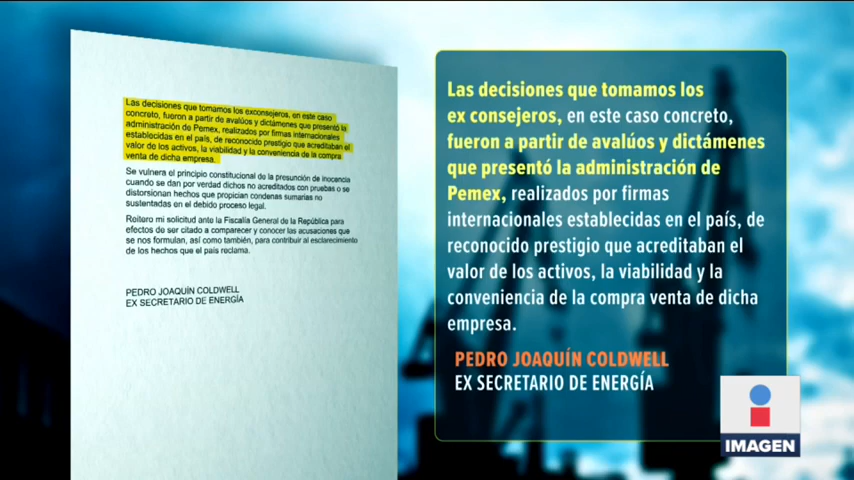 Las decisiones que tomamos los exconsejeros, en este caso
concreto, fueron a partir de avalúos y dictámenes que presentó la
administración de Pemex, realizados por firmas internacionales
establecidas en el país, de reconocido prestigio que acreditaban el
valor de los activos, la viabilidad y la conveniencia de la compra
venta de dicha empresa.
Se vulnera el principio constitucional de la presunción de inocencia
cuando se dan por verdad dichos no acreditados con pruebas o se
distorsionan hechos que propician condenas sumarias no
sustentadas en el debido proceso legal.
Reitero mi solicitud ante la Fiscalía General de la República para
efectos de ser citado a comparecer y conocer las acusaciones que
se nos formulan, así como también, para contribuir al esclarecimiento
de los hechos que el país reclama.
PEDRO JOAQUÍN COLDWELL
EX SECRETARIO DE ENERGÍA
Las decisiones que tomamos los
ex consejeros, en este caso concreto,
fueron a partir de avalúos y dictámenes
que presentó la administración de
Pemex, realizados por firmas
internacionales establecidas en el país, de
reconocido prestigio que acreditaban el
valor de los activos, la viabilidad y la
conveniencia de la compra venta de dicha
empresa.
PEDRO JOAQUÍN COLDWELL
EX SECRETARIO DE ENERGÍA
IMAGEN